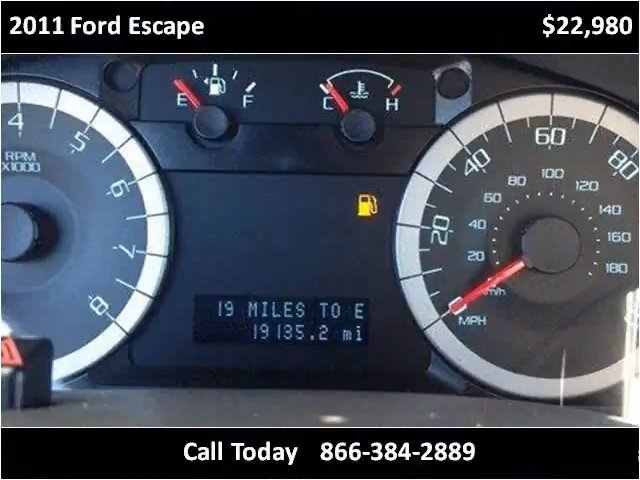 2011 Ford Escape $22,980
E F C H
4 5 6 7 8
RPM
X1000
20 40 60 80
20 40 60 80 100 120 140 160 180
km/h
MPH
19 MILES TO E
19135.2 mi
Call Today 866-384-2889